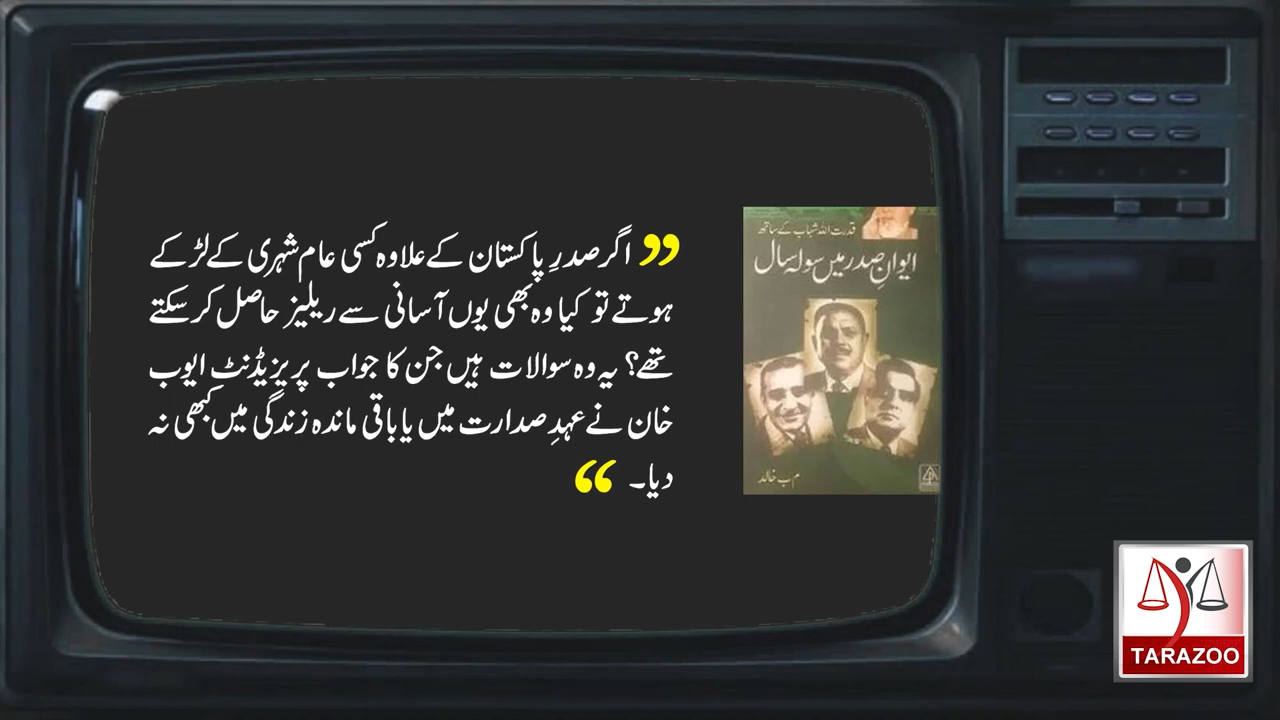 اگر صدرِ پاکستان کے علاوہ کسی عام شہری کے لڑکے
ہوتے تو کیا وہ بھی یوں آسانی سے ریلیز حاصل کر سکتے
تھے؟ یہ وہ سوالات ہیں جن کا جواب پریزیڈنٹ ایوب
خان نے عہدِ صدارت میں یا باقی ماندہ زندگی میں کبھی نہ
دیا۔
قدرت اللہ شہاب کے ساتھ
ایوانِ صدر میں سولہ سال
م ب خالد
TARAZOO